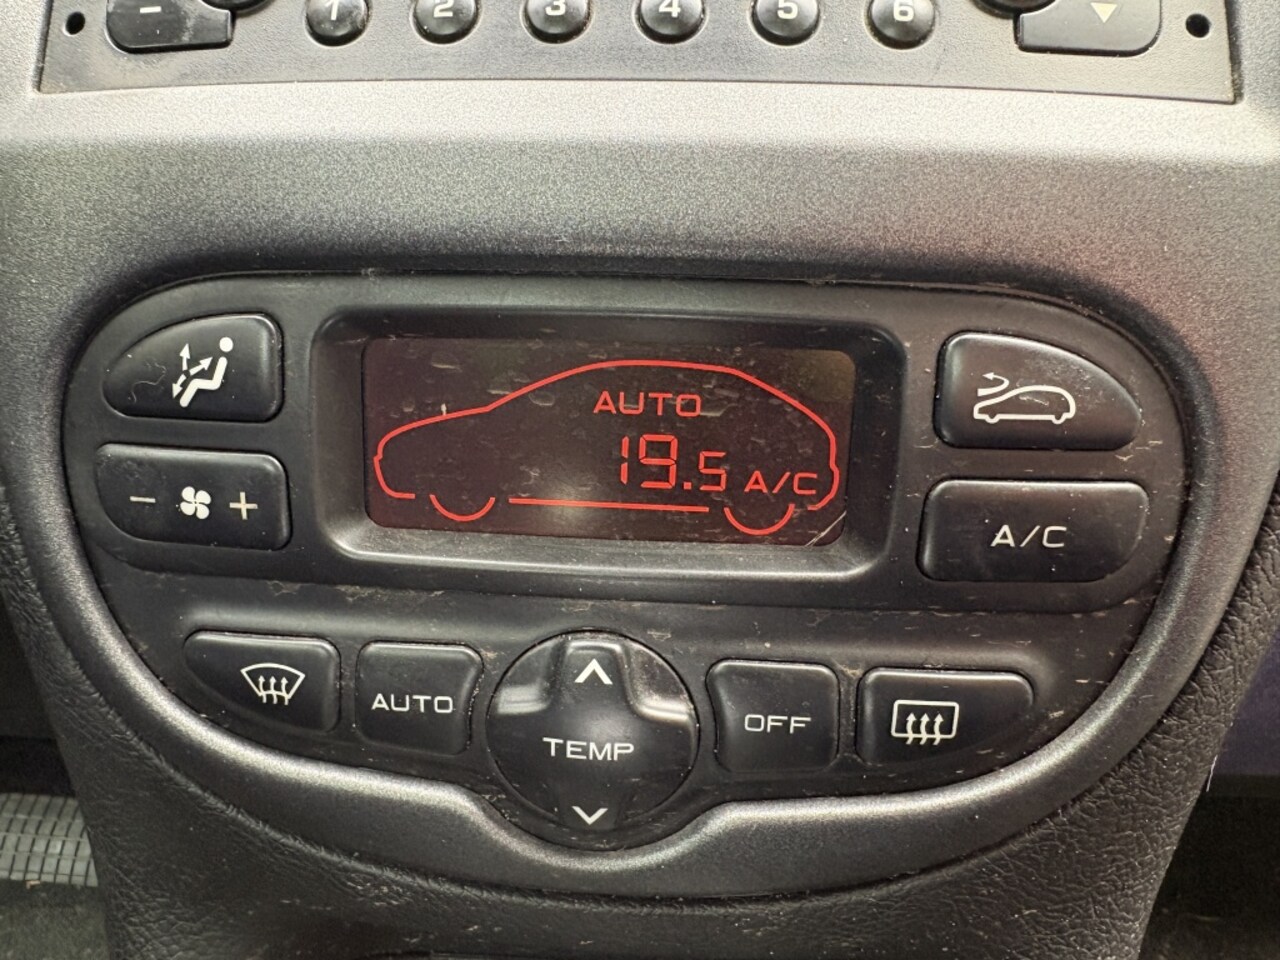 1 2 3 4 5 6
AUTO
19.5 A/C
- +
A/C
AUTO
TEMP
OFF